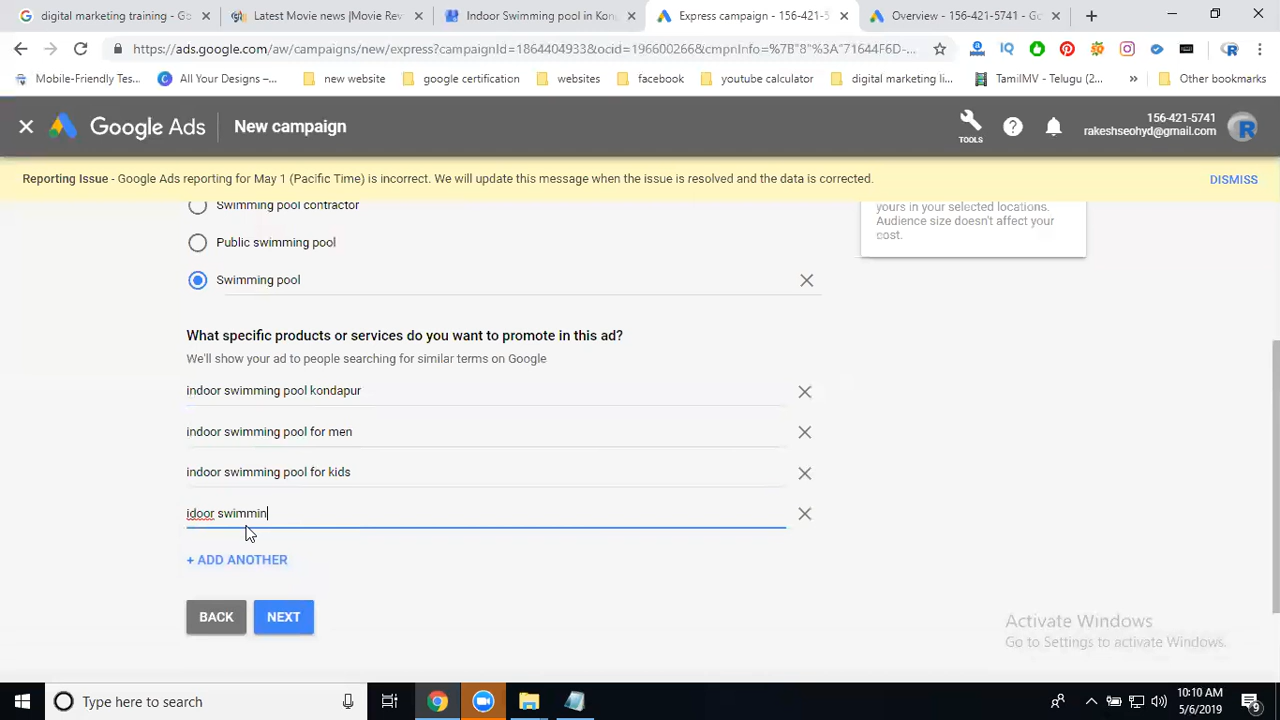 digital marketing training - Go
Latest Movie news |Movie Rev
Indoor Swimming pool in Kon
Express campaign - 156-421-5
Overview - 156-421-5741 - Go
https://ads.google.com/aw/campaigns/new/express?campaignId=1864404933&ocid=196600266&cmpnInfo=%7B"8"%3A"71644F6D-...
Mobile-Friendly Tes...
All Your Designs –...
new website
google certification
websites
facebook
youtube calculator
digital marketing li...
TamilMV - Telugu (2...
»
Other bookmarks
Google Ads
New campaign
TOOLS
156-421-5741
rakeshseohyd@gmail.com
Reporting Issue - Google Ads reporting for May 1 (Pacific Time) is incorrect. We will update this message when the issue is resolved and the data is corrected.
DISMISS
Swimming pool contractor
yours in your selected locations.
Audience size doesn't affect your
cost.
Public swimming pool
Swimming pool
What specific products or services do you want to promote in this ad?
We'll show your ad to people searching for similar terms on Google
indoor swimming pool kondapur
indoor swimming pool for men
indoor swimming pool for kids
idoor swimmin
+ ADD ANOTHER
BACK
NEXT
Activate Windows
Go to Settings to activate Windows.
Type here to search
10:10 AM
5/6/2019
9